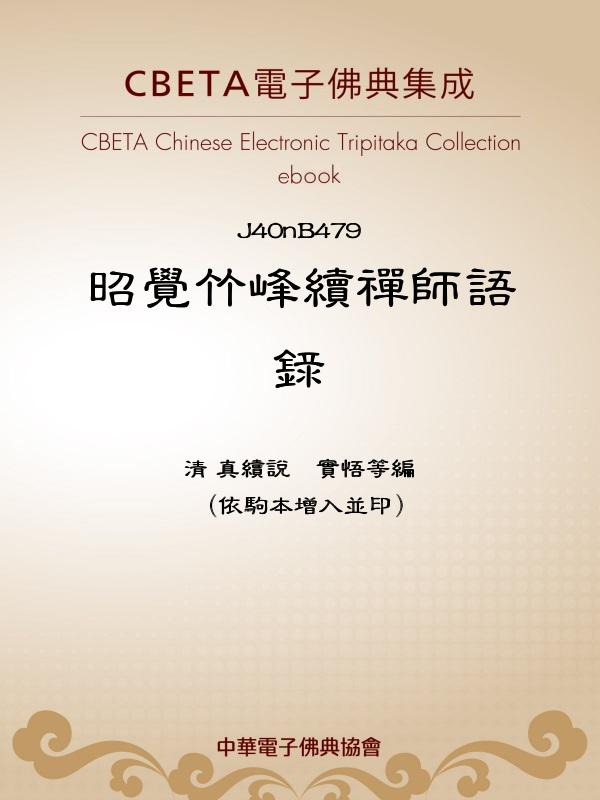 CBETA電子佛典集成
CBETA Chinese Electronic Tripitaka Collection
ebook
J40nB479
昭覺竹峰續禪師語
錄
清 真續說　實悟等編
（依駒本增入並印）
中華電子佛典協會